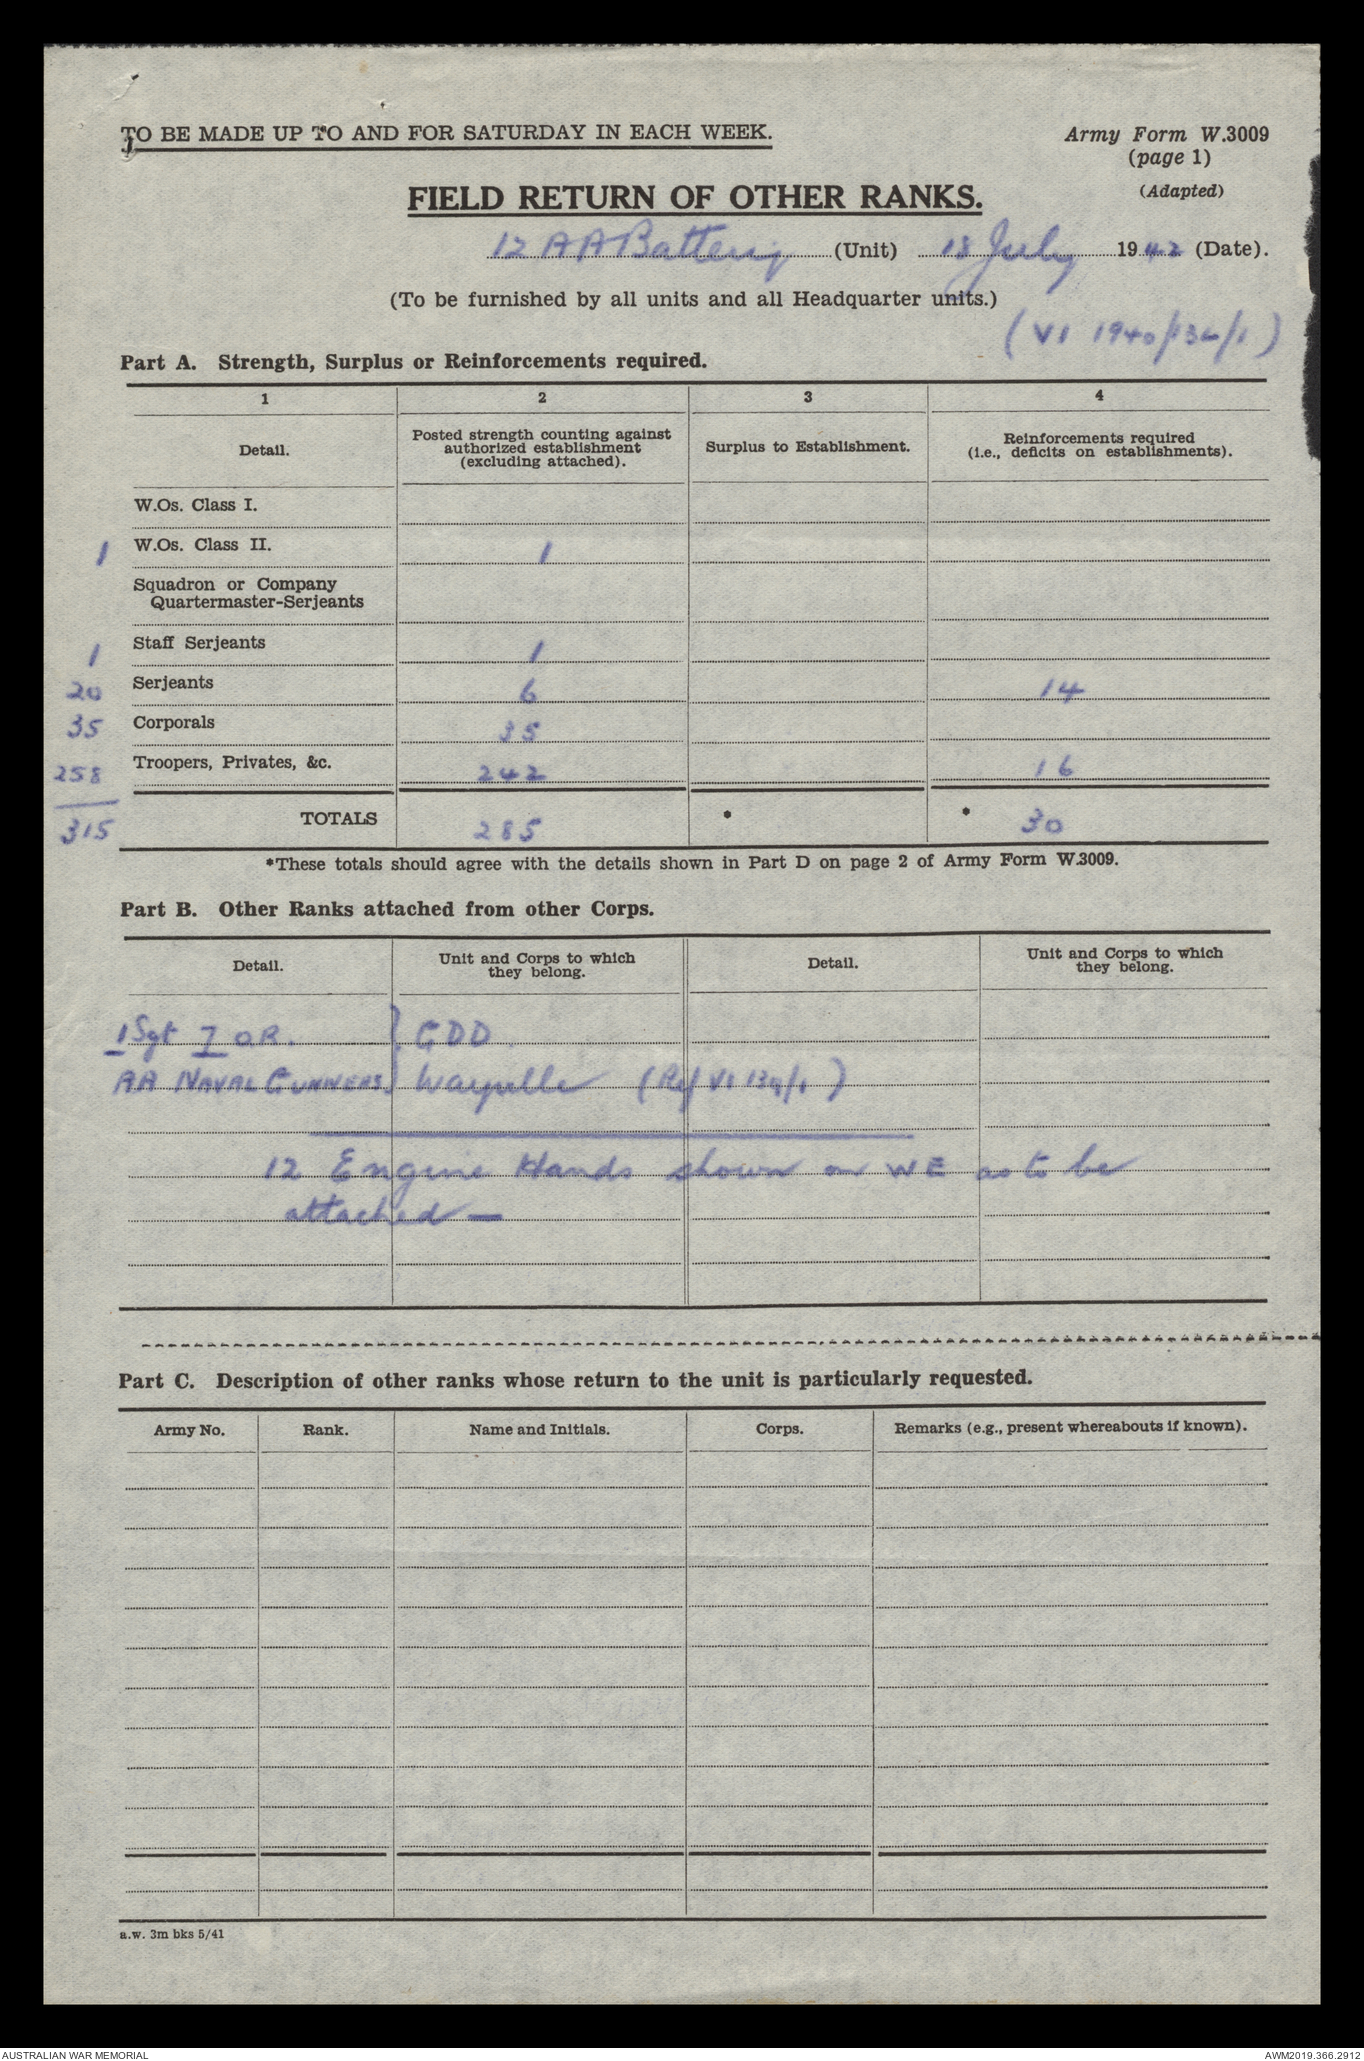 TO BE MADE UP TO AND FOR SATURDAY IN EACH WEEK.
Army Form W.3009
(page 1)
(Adapted)
FIELD RETURN OF OTHER RANKS.
12 AA Battery (Unit) 18 July 1942 (Date).
(To be furnished by all units and all Headquarter units.)
(VI 1940/134/1)
Part A. Strength, Surplus or Reinforcements required.
1 2 3 4
Detail. Posted strength counting against authorized establishment (excluding attached). Surplus to Establishment. Reinforcements required (i.e., deficits on establishments).
W.Os. Class I.
1 W.Os. Class II. 1
Squadron or Company
Quartermaster-Serjeants
1 Staff Serjeants 1
20 Serjeants 6 14
35 Corporals 35
258 Troopers, Privates, &c. 242 16
315 TOTALS 285 * * 30
*These totals should agree with the details shown in Part D on page 2 of Army Form W.3009.
Part B. Other Ranks attached from other Corps.
Detail. Unit and Corps to which they belong. Detail. Unit and Corps to which they belong.
1 Sgt 7 OR. } GDD
AA NAVAL GUNNERS } (Ref VI 134/1)
12 Engine Hands shown on WE as to be
attached —
Part C. Description of other ranks whose return to the unit is particularly requested.
Army No. Rank. Name and Initials. Corps. Remarks (e.g., present whereabouts if known).
a.w. 3m bks 5/41
AUSTRALIAN WAR MEMORIAL
AWM2019.366.2912